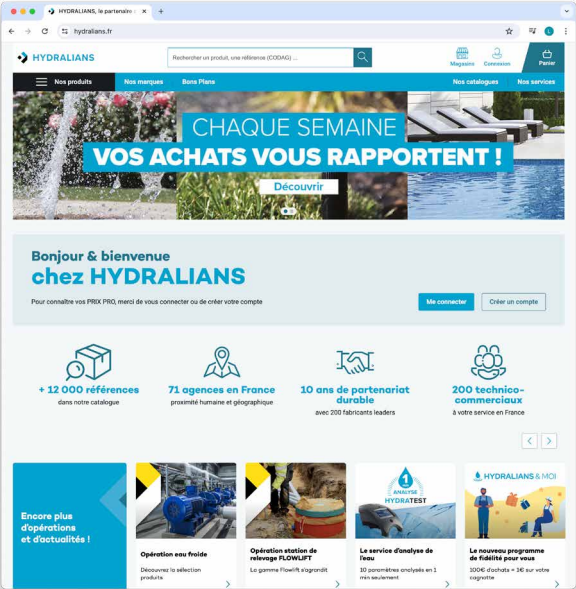 HYDRALIANS, le partenaire
hydralians.fr
HYDRALIANS
Rechercher un produit, une référence (CODAG) ...
Magasins
Connexion
Panier
Nos produits
Nos marques
Bons Plans
Nos catalogues
Nos services
CHAQUE SEMAINE
VOS ACHATS VOUS RAPPORTENT !
Découvrir
Bonjour & bienvenue
chez HYDRALIANS
Pour connaître vos PRIX PRO, merci de vous connecter ou de créer votre compte
Me connecter
Créer un compte
+ 12 000 références
dans notre catalogue
71 agences en France
proximité humaine et géographique
10 ans de partenariat
durable
avec 200 fabricants leaders
200 technico-
commerciaux
à votre service en France
Encore plus
d'opérations
et d'actualités !
Opération eau froide
Découvrez la sélection
produits
Opération station de
relevage FLOWLIFT
La gamme Flowlift s'agrandit
1
ANALYSE
HYDRATEST
Le service d'analyse de
l'eau
10 paramètres analysés en 1
min seulement
HYDRALIANS & MOI
Le nouveau programme
de fidélité pour vous
100€ d'achats = 1€ sur votre
cagnotte